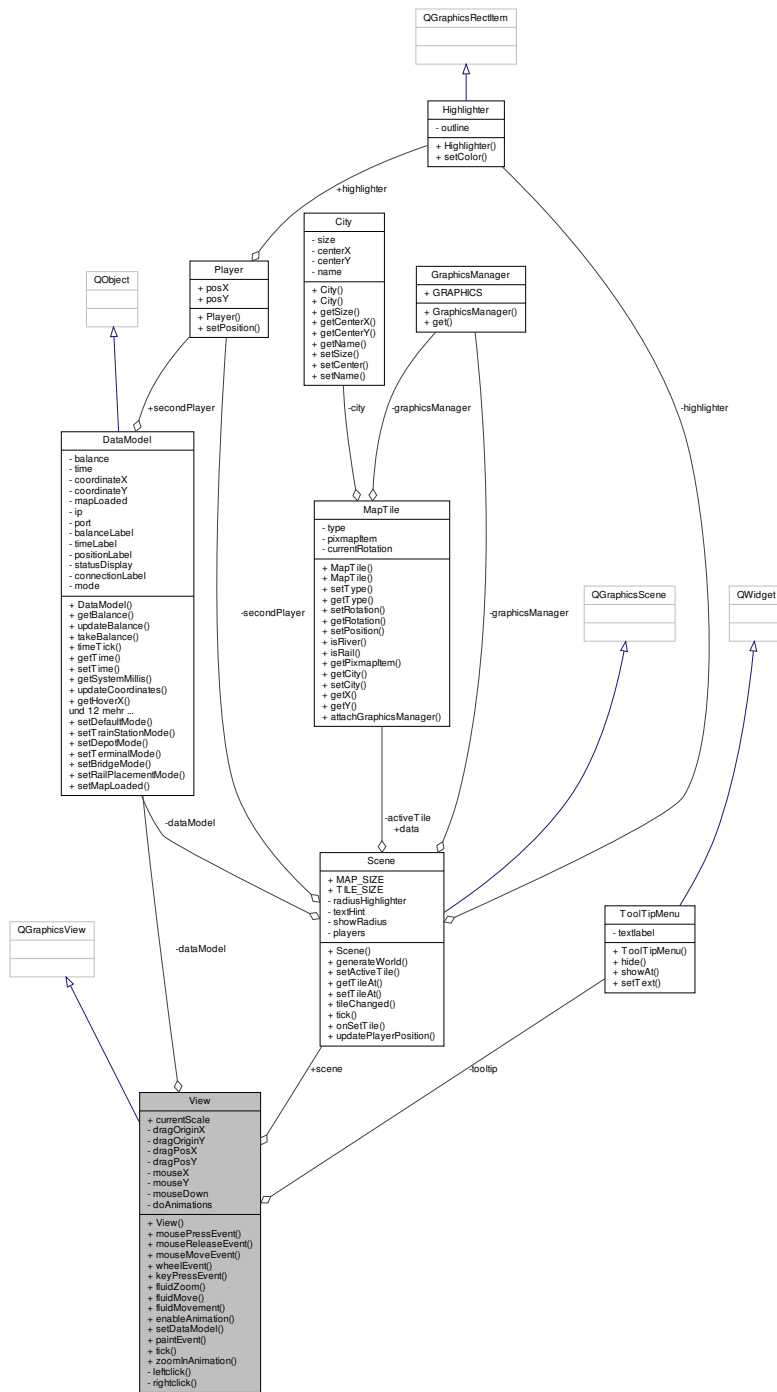 QGraphicsRectItem
Highlighter
- outline
+ Highlighter()
+ setColor()
+highlighter
City
- size
- centerX
- centerY
- name
+ City()
+ City()
+ getSize()
+ getCenterX()
+ getCenterY()
+ getName()
+ setSize()
+ setCenter()
+ setName()
Player
+ posX
+ posY
+ Player()
+ setPosition()
GraphicsManager
+ GRAPHICS
+ GraphicsManager()
+ get()
QObject
+secondPlayer
-city
-graphicsManager
-highlighter
DataModel
- balance
- time
- coordinateX
- coordinateY
- mapLoaded
- ip
- port
- balanceLabel
- timeLabel
- positionLabel
- statusDisplay
- connectionLabel
- mode
+ DataModel()
+ getBalance()
+ updateBalance()
+ takeBalance()
+ timeTick()
+ getTime()
+ setTime()
+ getSystemMillis()
+ updateCoordinates()
+ getHoverX()
und 12 mehr ...
+ setDefaultMode()
+ setTrainStationMode()
+ setDepotMode()
+ setTerminalMode()
+ setBridgeMode()
+ setRailPlacementMode()
+ setMapLoaded()
MapTile
- type
- pixmapItem
- currentRotation
+ MapTile()
+ MapTile()
+ setType()
+ getType()
+ setRotation()
+ getRotation()
+ setPosition()
+ isRiver()
+ isRail()
+ getPixmapItem()
+ getCity()
+ setCity()
+ getX()
+ getY()
+ attachGraphicsManager()
-secondPlayer
-graphicsManager
QGraphicsScene
QWidget
-dataModel
-activeTile
+data
Scene
+ MAP_SIZE
+ TILE_SIZE
- radiusHighlighter
- textHint
- showRadius
- players
+ Scene()
+ generateWorld()
+ setActiveTile()
+ getTileAt()
+ setTileAt()
+ tileChanged()
+ tick()
+ onSetTile()
+ updatePlayerPosition()
ToolTipMenu
- textlabel
+ ToolTipMenu()
+ hide()
+ showAt()
+ setText()
QGraphicsView
-dataModel
+scene
-tooltip
View
+ currentScale
- dragOriginX
- dragOriginY
- dragPosX
- dragPosY
- mouseX
- mouseY
- mouseDown
- doAnimations
+ View()
+ mousePressEvent()
+ mouseReleaseEvent()
+ mouseMoveEvent()
+ wheelEvent()
+ keyPressEvent()
+ fluidZoom()
+ fluidMove()
+ fluidMovement()
+ enableAnimation()
+ setDataModel()
+ paintEvent()
+ tick()
+ zoomInAnimation()
- leftclick()
- rightclick()